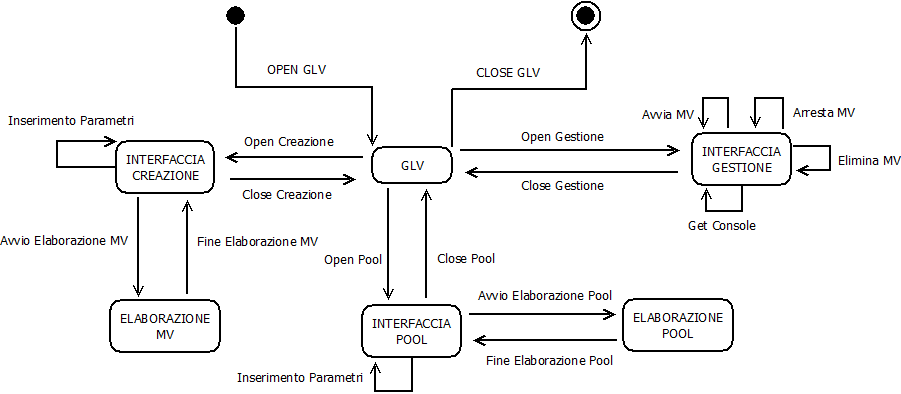 OPEN GLV
CLOSE GLV
Inserimento Parametri
Avvia MV
Arresta MV
Open Creazione
Open Gestione
INTERFACCIA
CREAZIONE
GLV
INTERFACCIA
GESTIONE
Elimina MV
Close Creazione
Close Gestione
Get Console
Avvio Elaborazione MV
Fine Elaborazione MV
Open Pool
Close Pool
Avvio Elaborazione Pool
ELABORAZIONE
MV
INTERFACCIA
POOL
ELABORAZIONE
POOL
Fine Elaborazione Pool
Inserimento Parametri